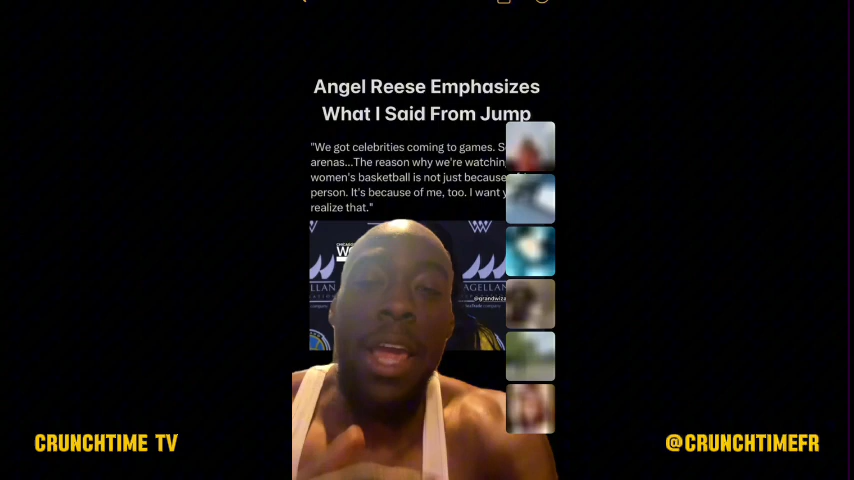 Angel Reese Emphasizes
What I Said From Jump
"We got celebrities coming to games. S
arenas...The reason why we're watchin
women's basketball is not just because
person. It's because of me, too. I want y
realize that."
@grandwiza
CRUNCHTIME TV
@CRUNCHTIMEFR